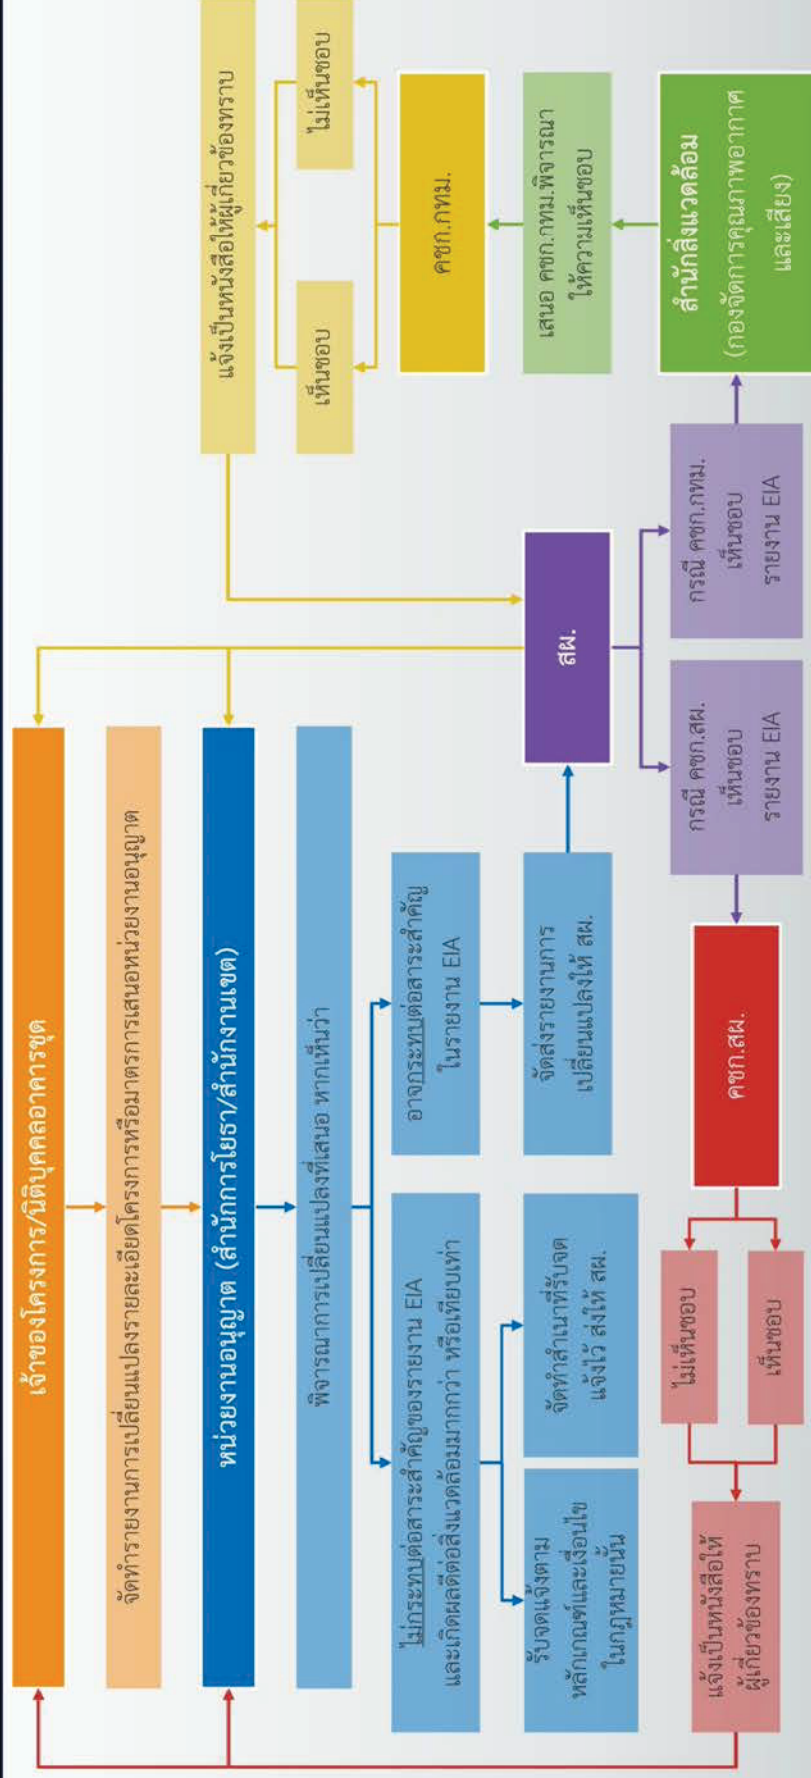 เจ้าของโครงการ/นิติบุคคลอาคารชุด
จัดทำรายงานการเปลี่ยนแปลงรายละเอียดโครงการหรือมาตรการเสนอหน่วยงานอนุญาต
หน่วยงานอนุญาต (สำนักการโยธา/สำนักงานเขต)
พิจารณาการเปลี่ยนแปลงที่เสนอ หากเห็นว่า
ไม่กระทบต่อสาระสำคัญของรายงาน EIA
และเกิดผลดีต่อสิ่งแวดล้อมมากกว่า หรือเทียบเท่า
อาจกระทบต่อสาระสำคัญ
ในรายงาน EIA
รับจดแจ้งตาม
หลักเกณฑ์และเงื่อนไข
ในกฎหมายนั้น
จัดทำสำเนาที่รับจด
แจ้งไว้ ส่งให้ สผ.
จัดส่งรายงานการ
เปลี่ยนแปลงให้ สผ.
สผ.
กรณี คชก.สผ.
เห็นชอบ
รายงาน EIA
กรณี คชก.กทม.
เห็นชอบ
รายงาน EIA
คชก.สผ.
ไม่เห็นชอบ
เห็นชอบ
แจ้งเป็นหนังสือให้
ผู้เกี่ยวข้องทราบ
สำนักสิ่งแวดล้อม
(กองจัดการคุณภาพอากาศ
และเสียง)
เสนอ คชก.กทม.พิจารณา
ให้ความเห็นชอบ
คชก.กทม.
เห็นชอบ
ไม่เห็นชอบ
แจ้งเป็นหนังสือให้ผู้เกี่ยวข้องทราบ